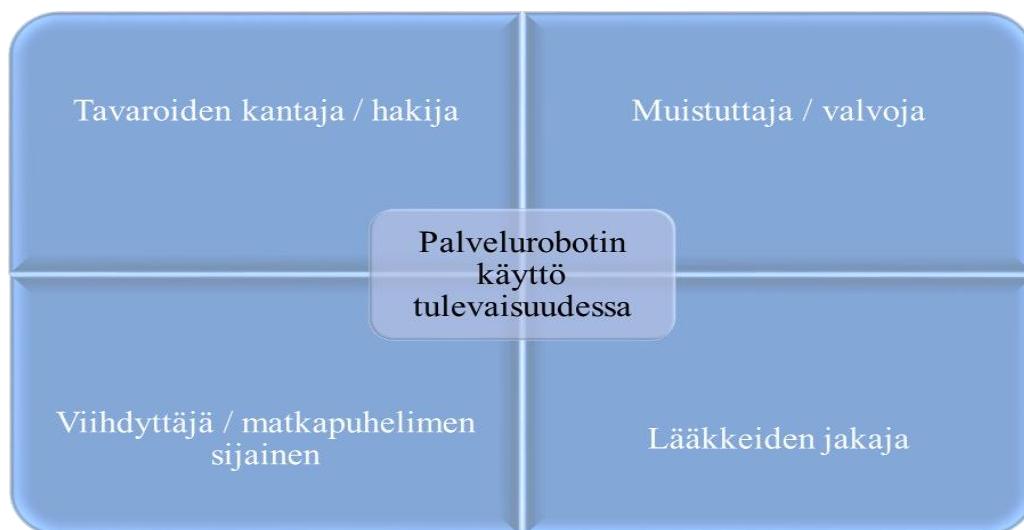 Tavaroiden kantaja / hakija
Muistuttaja / valvoja
Palvelurobotin
käyttö
tulevaisuudessa
Viihdyttäjä / matkapuhelimen
sijainen
Lääkkeiden jakaja